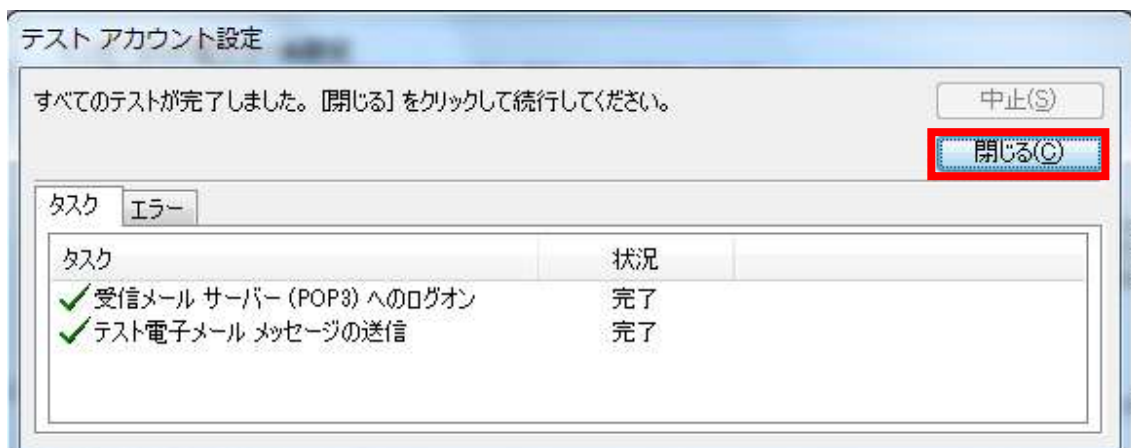 テスト アカウント設定
すべてのテストが完了しました。[閉じる] をクリックして続行してください。
中止(S)
閉じる(C)
タスク エラー
タスク 状況
受信メール サーバー (POP3) へのログオン 完了
テスト電子メール メッセージの送信 完了